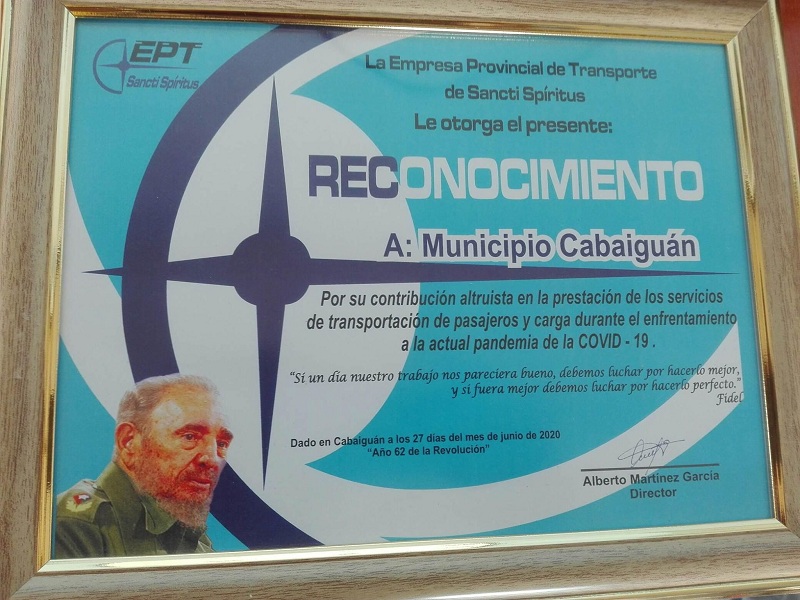 EPT
Sancti Spíritus
La Empresa Provincial de Transporte
de Sancti Spíritus
Le otorga el presente:
RECONOCIMIENTO
A: Municipio Cabaiguán
Por su contribución altruista en la prestación de los servicios
de transportación de pasajeros y carga durante el enfrentamiento
a la actual pandemia de la COVID - 19 .
“Si un día nuestro trabajo nos pareciera bueno, debemos luchar por hacerlo mejor,
y si fuera mejor debemos luchar por hacerlo perfecto.”
Fidel
Dado en Cabaiguán a los 27 días del mes de junio de 2020
“Año 62 de la Revolución”
Alberto Martínez García
Director